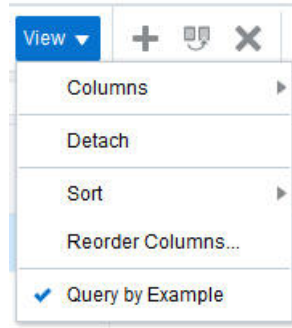 View
Columns
Detach
Sort
Reorder Columns...
Query by Example